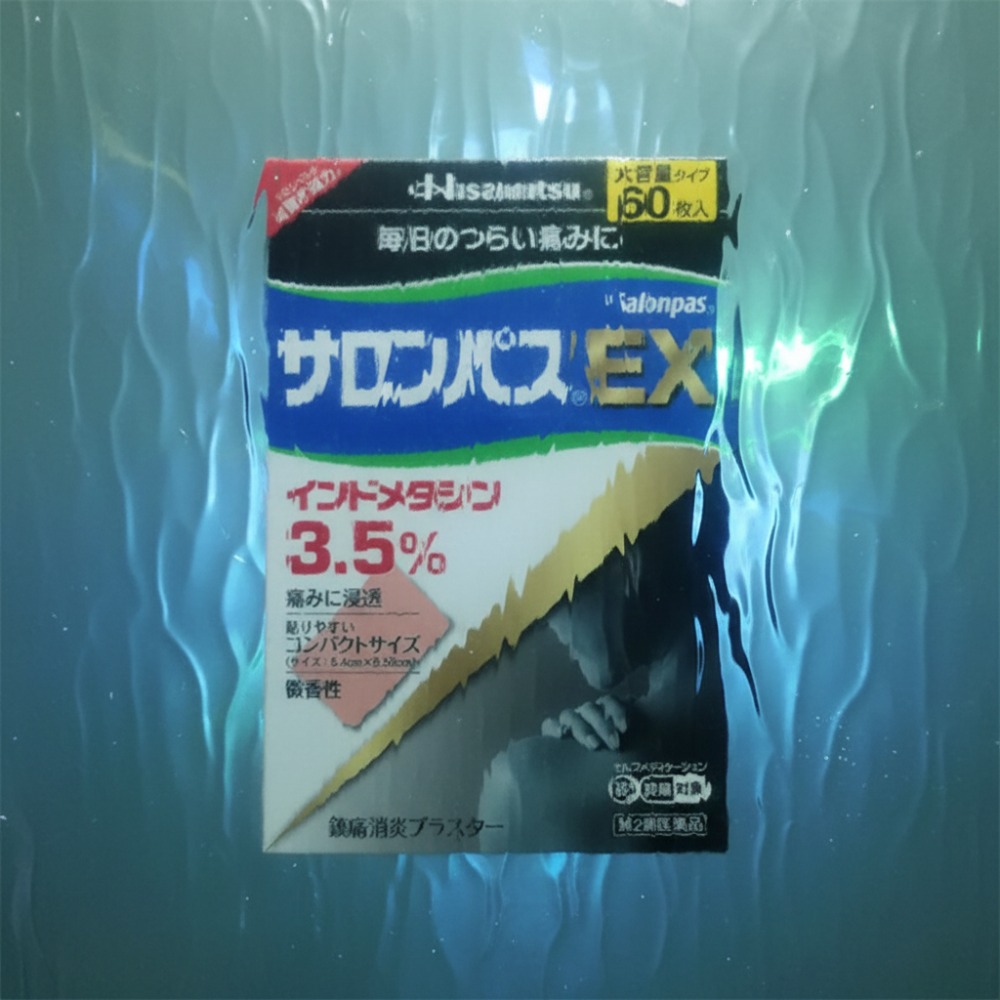 Hisamitsu®
大容量タイプ
60枚入
毎日のつらい痛みに
Salonpas®
サロンパス®EX
インドメタシン
3.5%
痛みに浸透
貼りやすい
コンパクトサイズ
微香性
セルフメディケーション
税 控除 対象
第2類医薬品
鎮痛消炎プラスター